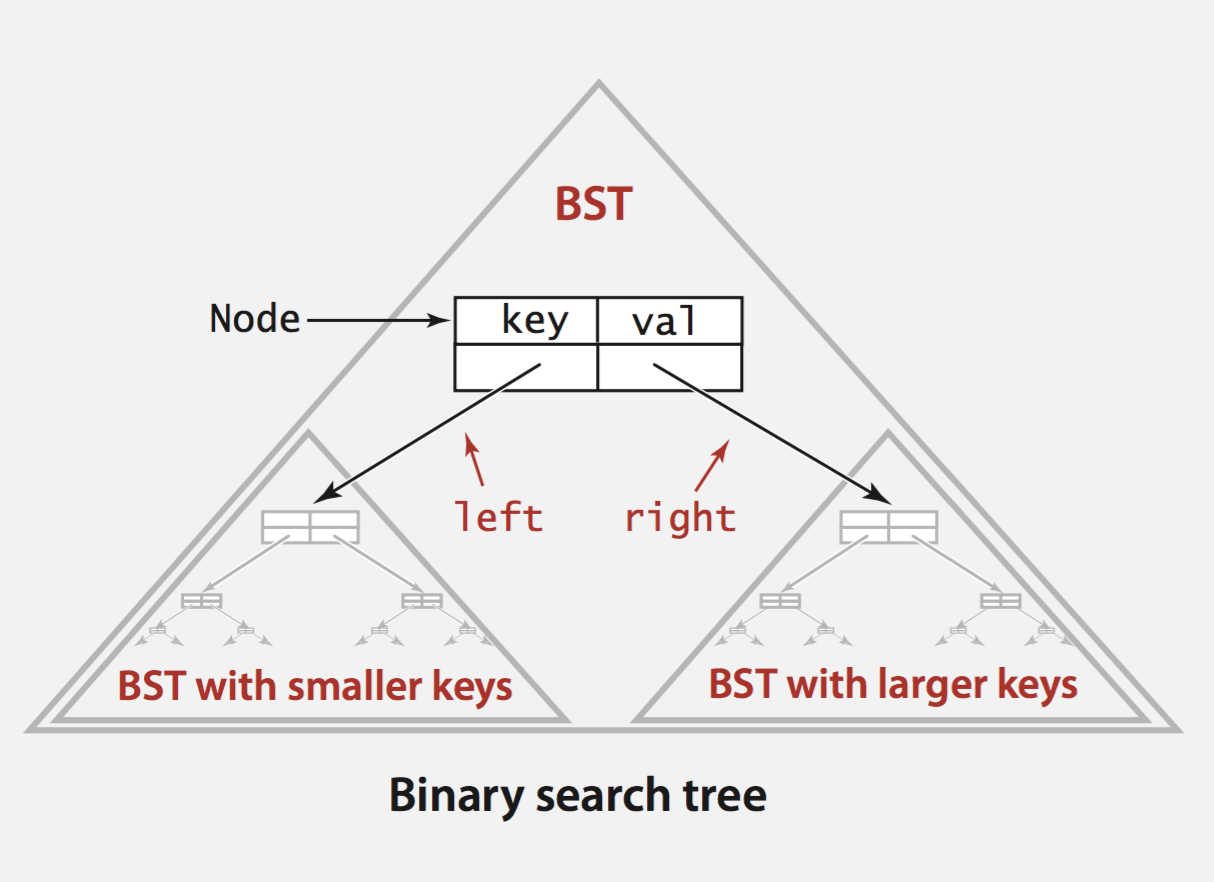 BST
Node
key val
left right
BST with smaller keys
BST with larger keys
Binary search tree